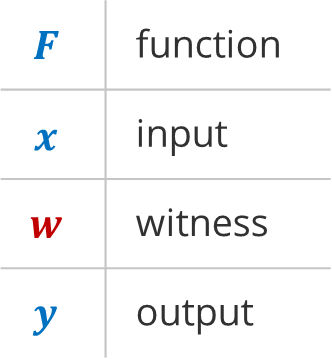 F function
x input
w witness
y output